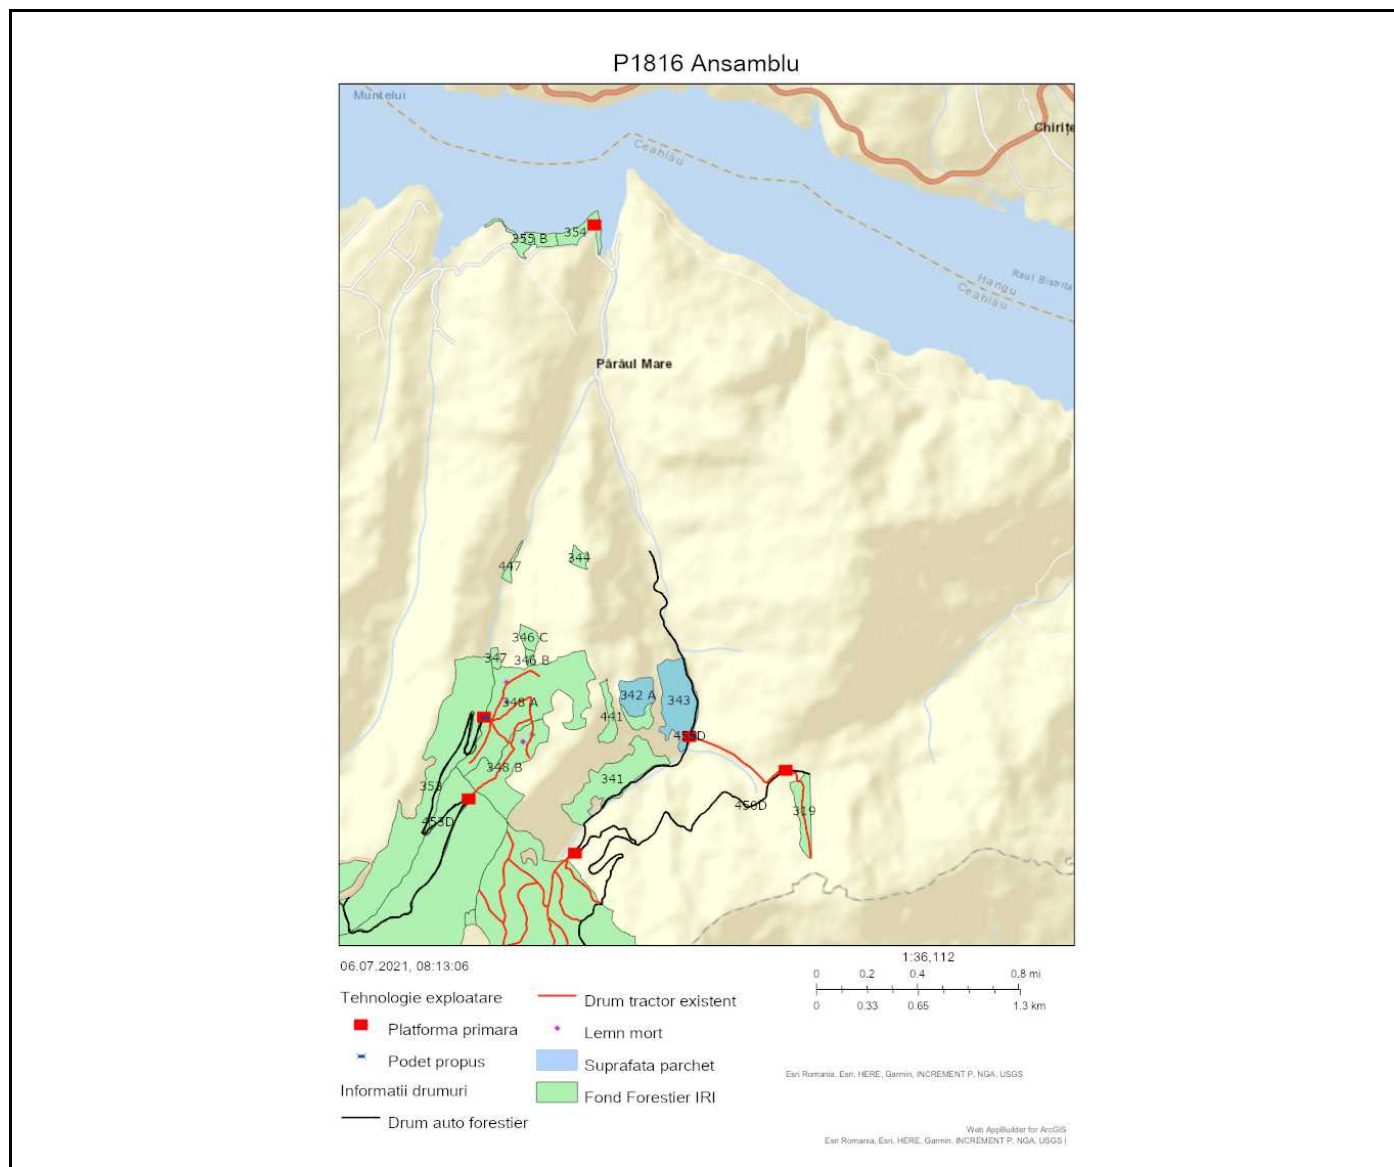 P1816 Ansamblu
Muntelui
Chirițe
Ceahlău
355 B
354
Hangu
Ceahlău
Raul Bistrita
Pârâul Mare
447
344
346 C
347
346 B
348 A
342 A
343
441
348 B
341
353
453D
450D
319
06.07.2021, 08:13:06
1:36,112
0 0.2 0.4 0.8 mi
0 0.33 0.65 1.3 km
Tehnologie exploatare
Platforma primara
Podet propus
Informatii drumuri
Drum auto forestier
Drum tractor existent
Lemn mort
Suprafata parchet
Fond Forestier IRI
Esri Romania, Esri, HERE, Garmin, INCREMENT P, NGA, USGS
Web AppBuilder for ArcGIS
Esri Romania, Esri, HERE, Garmin, INCREMENT P, NGA, USGS |